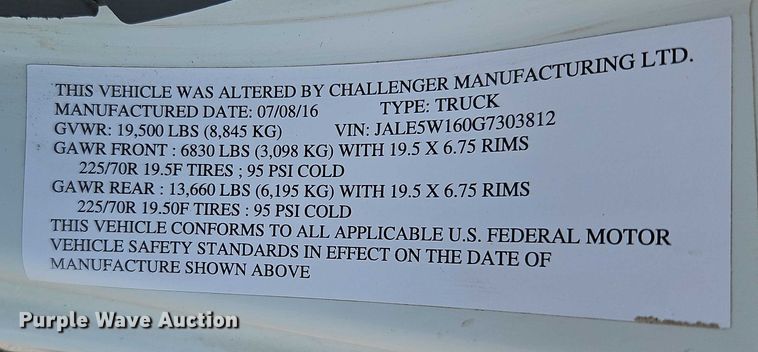 THIS VEHICLE WAS ALTERED BY CHALLENGER MANUFACTURING LTD.
MANUFACTURED DATE: 07/08/16 TYPE: TRUCK
GVWR: 19,500 LBS (8,845 KG) VIN: JALE5W160G7303812
GAWR FRONT : 6830 LBS (3,098 KG) WITH 19.5 X 6.75 RIMS
225/70R 19.5F TIRES ; 95 PSI COLD
GAWR REAR : 13,660 LBS (6,195 KG) WITH 19.5 X 6.75 RIMS
225/70R 19.50F TIRES : 95 PSI COLD
THIS VEHICLE CONFORMS TO ALL APPLICABLE U.S. FEDERAL MOTOR
VEHICLE SAFETY STANDARDS IN EFFECT ON THE DATE OF
MANUFACTURE SHOWN ABOVE
Purple Wave Auction